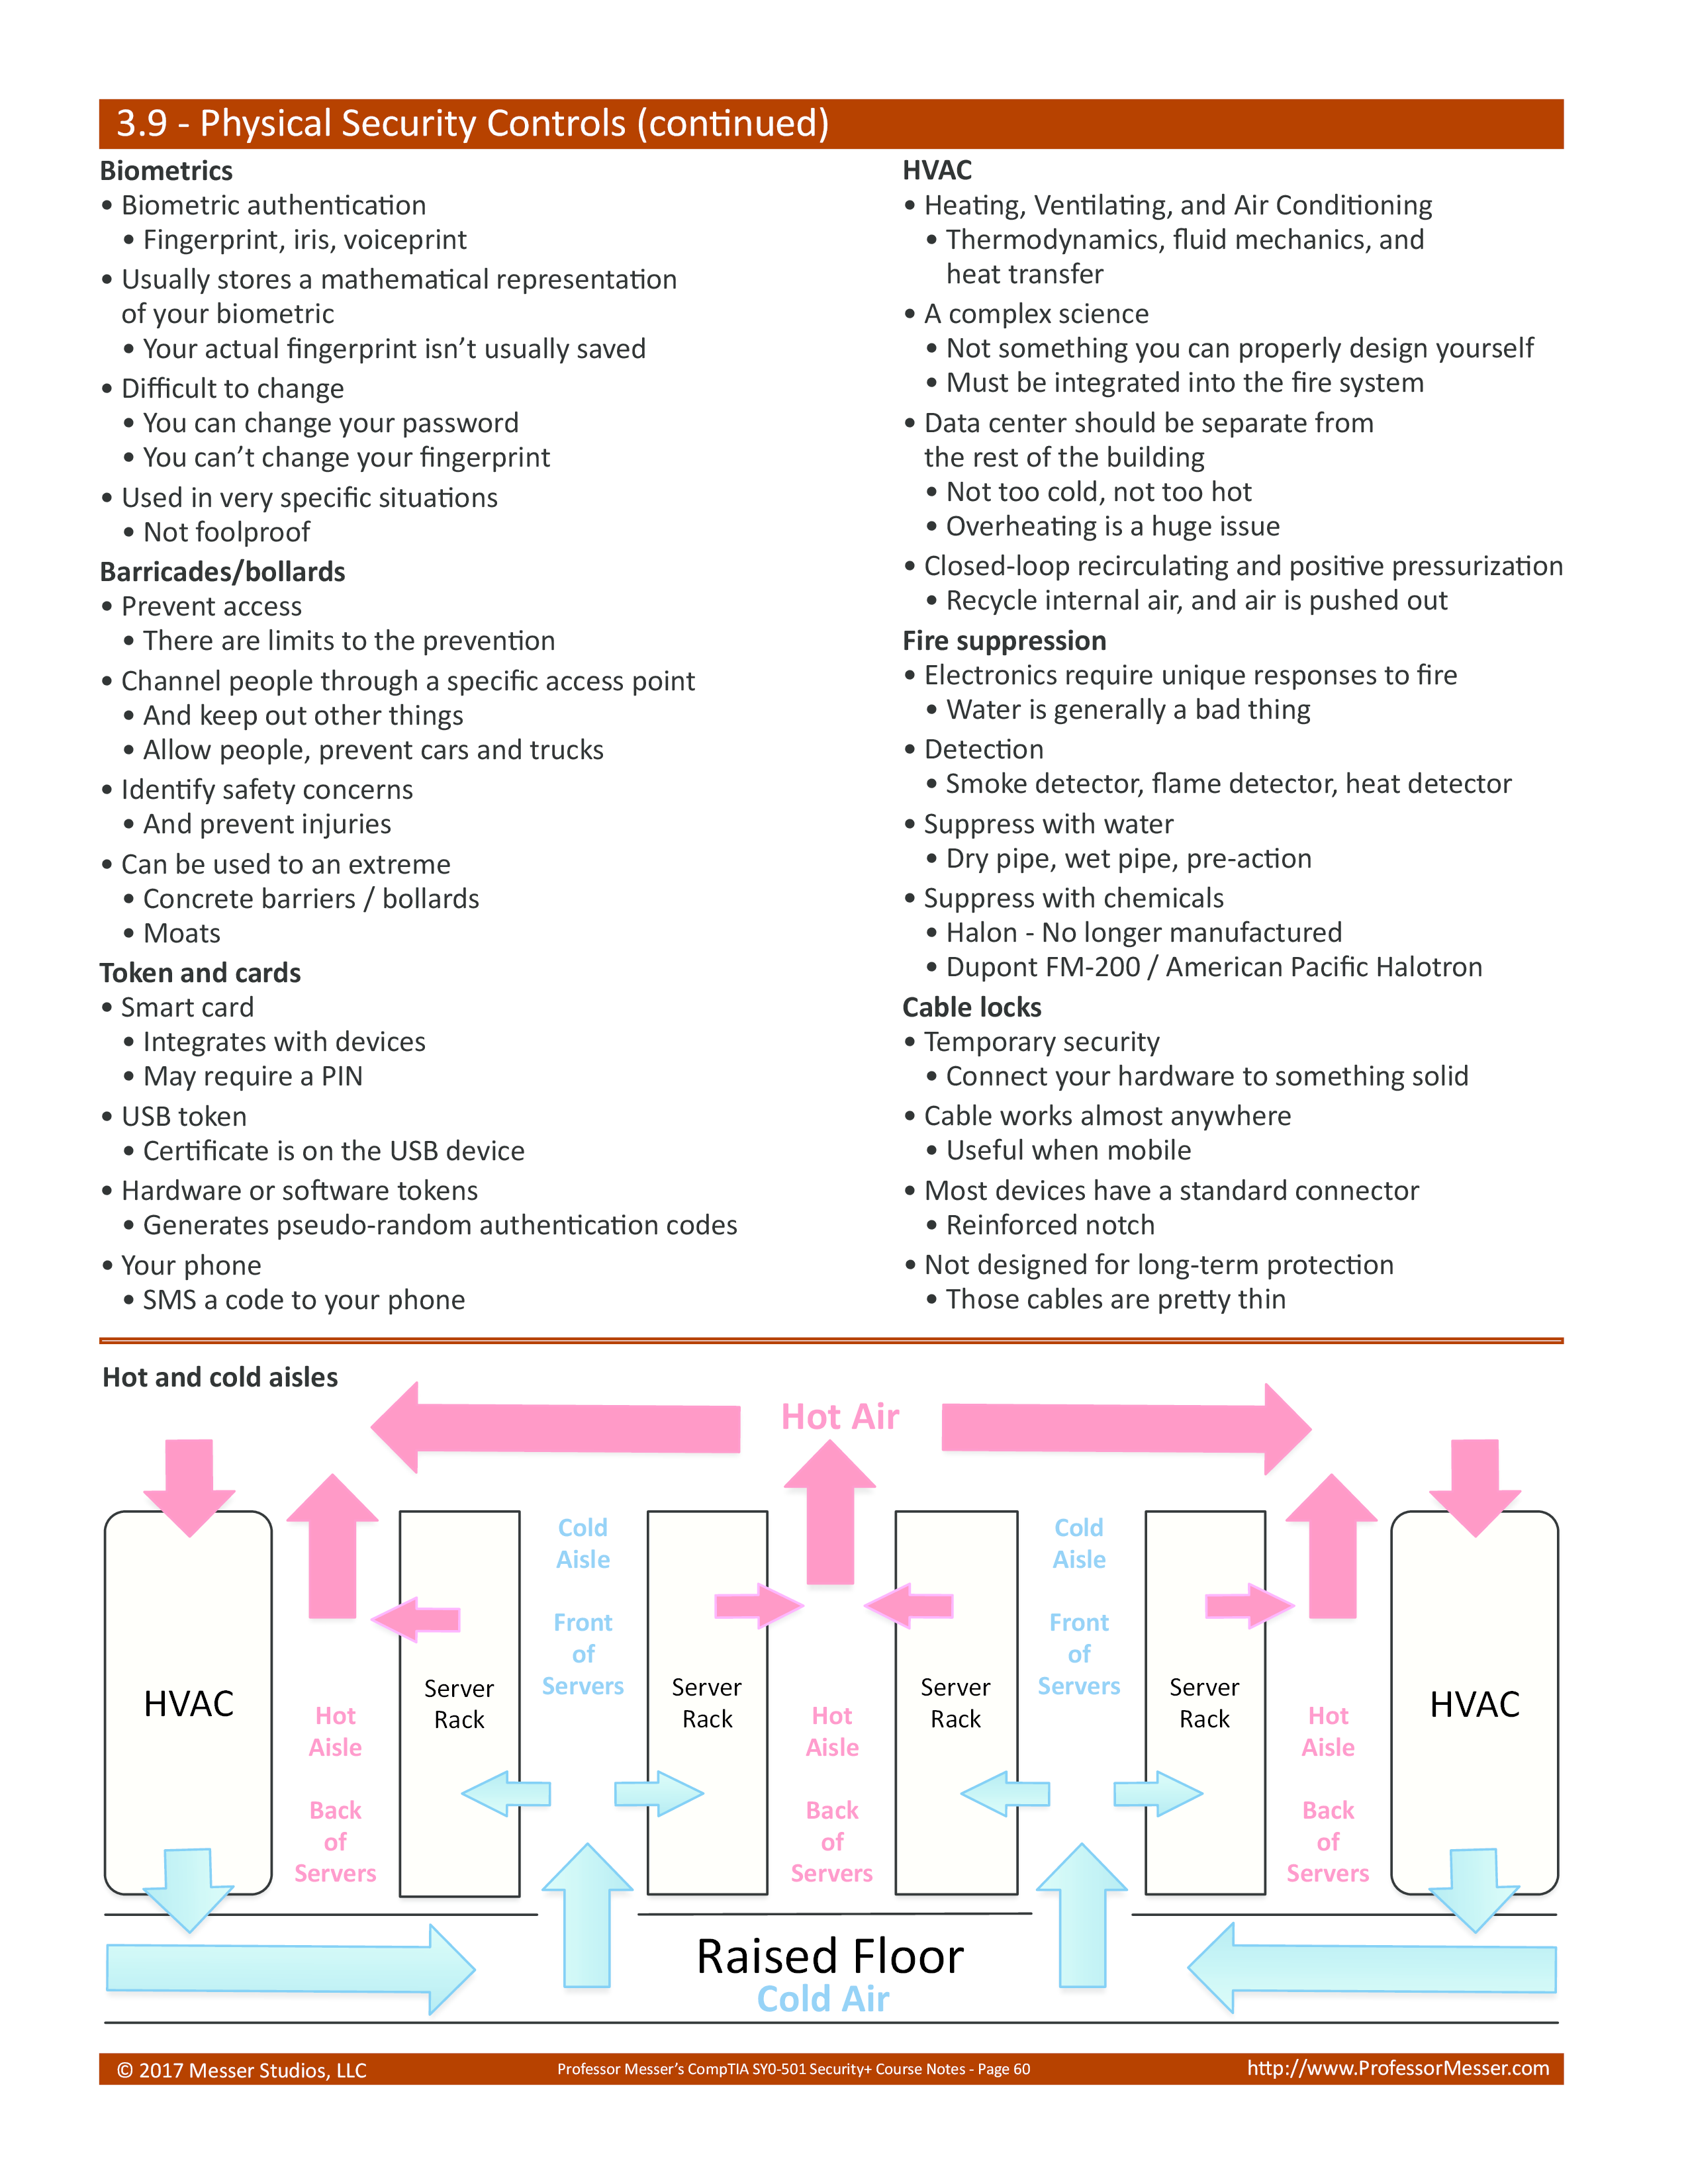 3.9 - Physical Security Controls (continued)
Biometrics
• Biometric authentication
• Fingerprint, iris, voiceprint
• Usually stores a mathematical representation
of your biometric
• Your actual fingerprint isn’t usually saved
• Difficult to change
• You can change your password
• You can’t change your fingerprint
• Used in very specific situations
• Not foolproof
Barricades/bollards
• Prevent access
• There are limits to the prevention
• Channel people through a specific access point
• And keep out other things
• Allow people, prevent cars and trucks
• Identify safety concerns
• And prevent injuries
• Can be used to an extreme
• Concrete barriers / bollards
• Moats
Token and cards
• Smart card
• Integrates with devices
• May require a PIN
• USB token
• Certificate is on the USB device
• Hardware or software tokens
• Generates pseudo-random authentication codes
• Your phone
• SMS a code to your phone
HVAC
• Heating, Ventilating, and Air Conditioning
• Thermodynamics, fluid mechanics, and
heat transfer
• A complex science
• Not something you can properly design yourself
• Must be integrated into the fire system
• Data center should be separate from
the rest of the building
• Not too cold, not too hot
• Overheating is a huge issue
• Closed-loop recirculating and positive pressurization
• Recycle internal air, and air is pushed out
Fire suppression
• Electronics require unique responses to fire
• Water is generally a bad thing
• Detection
• Smoke detector, flame detector, heat detector
• Suppress with water
• Dry pipe, wet pipe, pre-action
• Suppress with chemicals
• Halon - No longer manufactured
• Dupont FM-200 / American Pacific Halotron
Cable locks
• Temporary security
• Connect your hardware to something solid
• Cable works almost anywhere
• Useful when mobile
• Most devices have a standard connector
• Reinforced notch
• Not designed for long-term protection
• Those cables are pretty thin
Hot and cold aisles
Hot Air
HVAC
Hot
Aisle
Back
of
Servers
Server
Rack
Cold
Aisle
Front
of
Servers
Server
Rack
Hot
Aisle
Back
of
Servers
Server
Rack
Cold
Aisle
Front
of
Servers
Server
Rack
Hot
Aisle
Back
of
Servers
HVAC
Raised Floor
Cold Air
© 2017 Messer Studios, LLC
Professor Messer’s CompTIA SY0-501 Security+ Course Notes - Page 60
http://www.ProfessorMesser.com